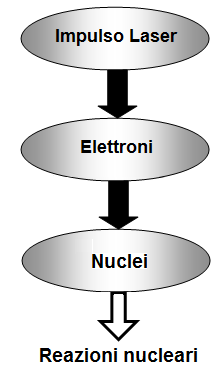 Impulso Laser
Elettroni
Nuclei
Reazioni nucleari